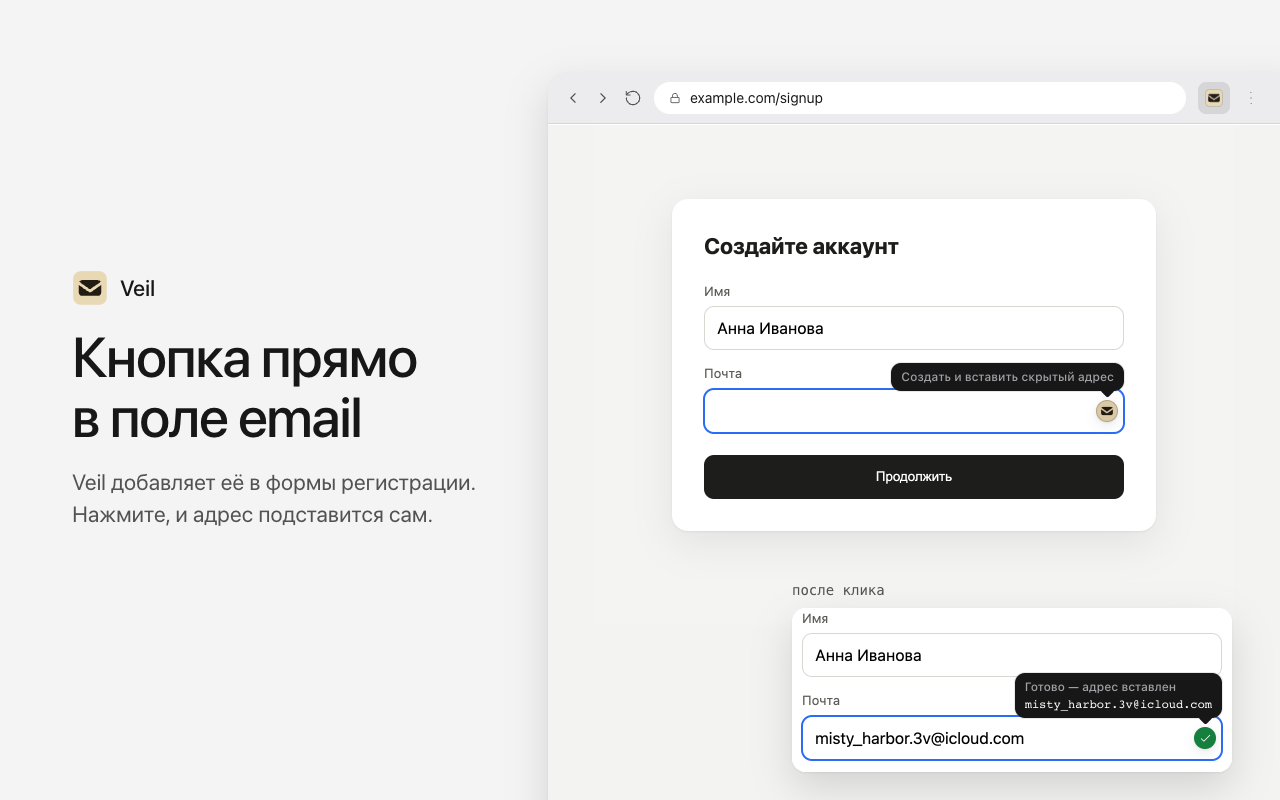 example.com/signup
Veil
Кнопка прямо
в поле email
Veil добавляет её в формы регистрации.
Нажмите, и адрес подставится сам.
Создайте аккаунт
Имя
Анна Иванова
Почта
Создать и вставить скрытый адрес
Продолжить
после клика
Имя
Анна Иванова
Почта
Готово — адрес вставлен
misty_harbor.3v@icloud.com
misty_harbor.3v@icloud.com